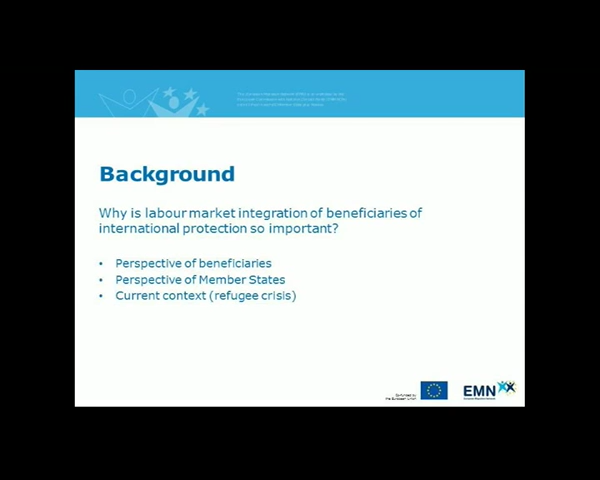 Background
Why is labour market integration of beneficiaries of
international protection so important?
• Perspective of beneficiaries
• Perspective of Member States
• Current context (refugee crisis)
Co-funded by
the European Union
EMN